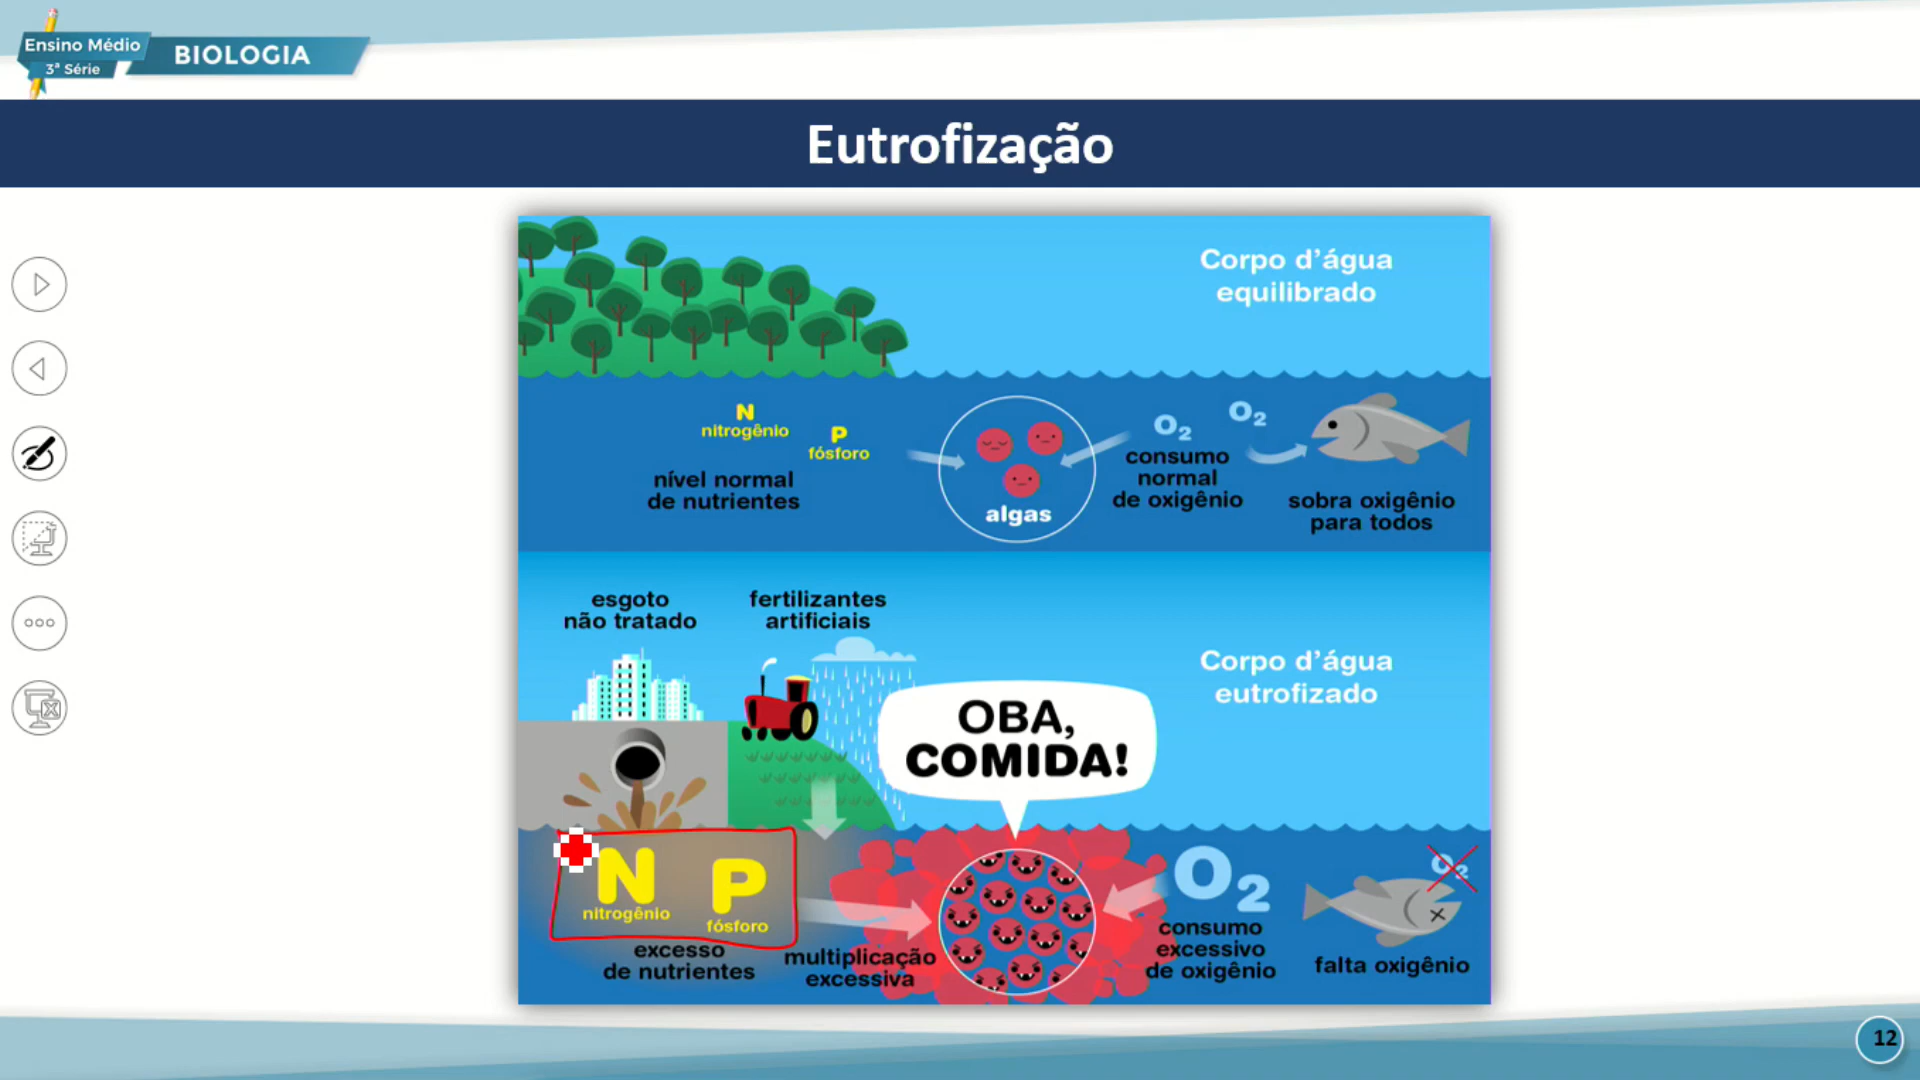 Ensino Médio
3ª Série
BIOLOGIA
Eutrofização
Corpo d'água
equilibrado
N
nitrogênio
P
fósforo
nível normal
de nutrientes
algas
O2
O2
consumo
normal
de oxigênio
sobra oxigênio
para todos
esgoto
não tratado
fertilizantes
artificiais
Corpo d'água
eutrofizado
OBA,
COMIDA!
N
nitrogênio
P
fósforo
excesso
de nutrientes
multiplicação
excessiva
O2
consumo
excessivo
de oxigênio
O2
falta oxigênio
12